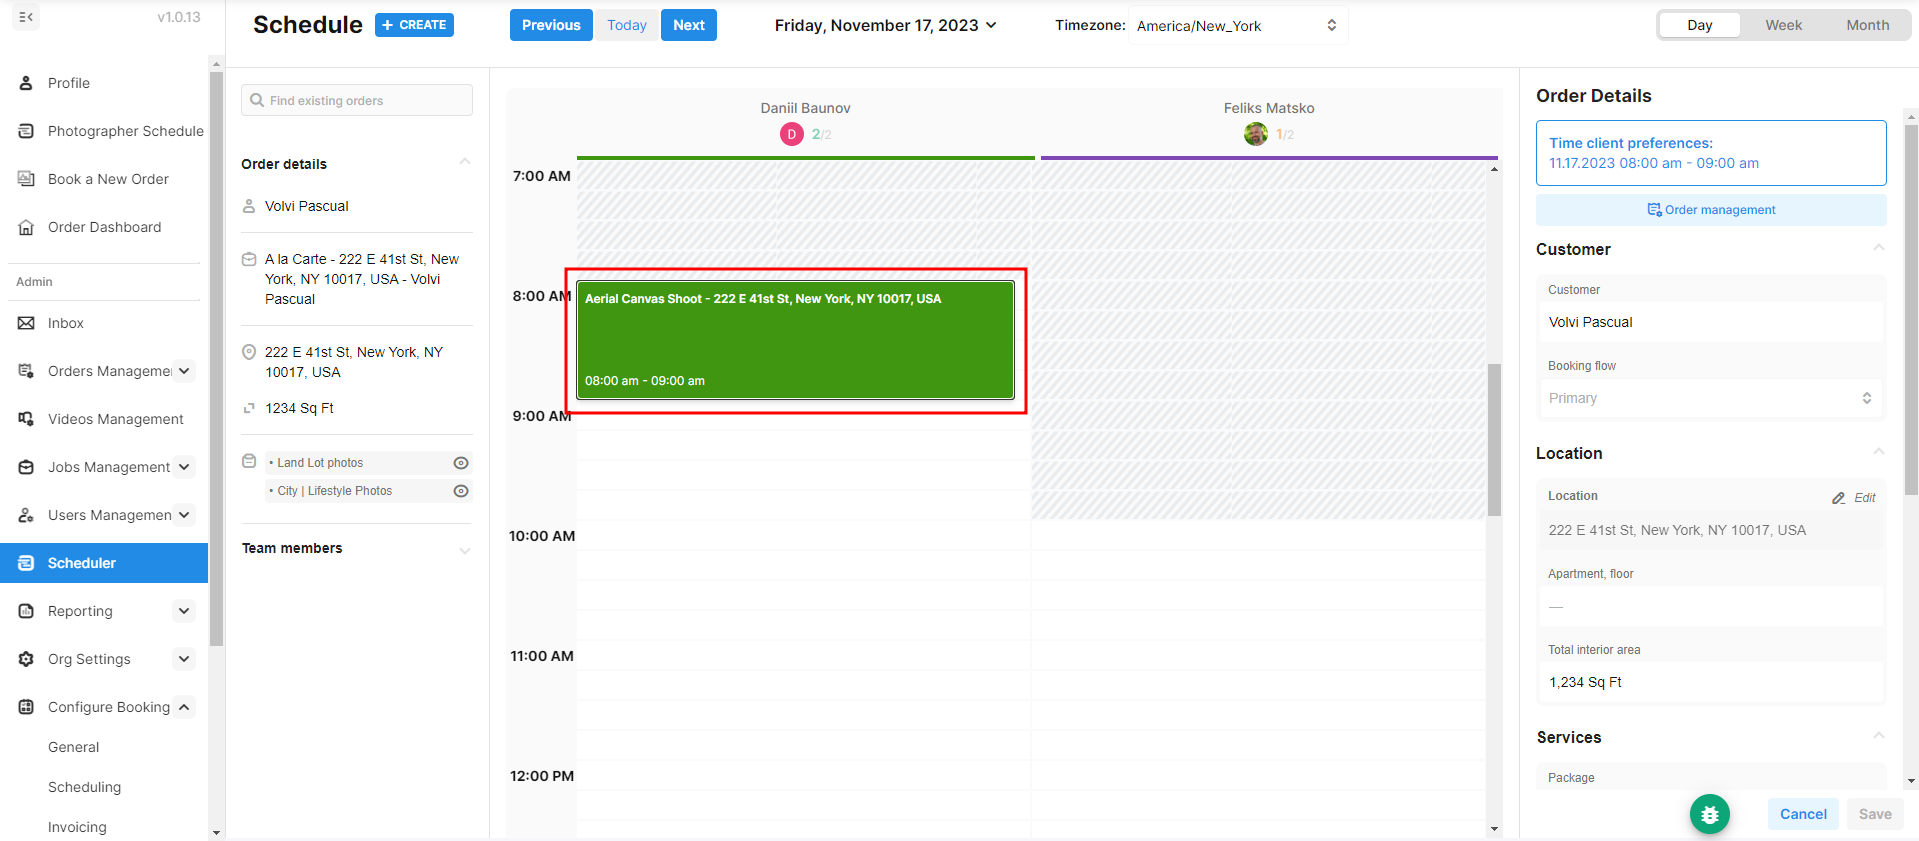 v1.0.13
Profile
Photographer Schedule
Book a New Order
Order Dashboard
Admin
Inbox
Orders Manageme
Videos Management
Jobs Management
Users Managemen
Scheduler
Reporting
Org Settings
Configure Booking
General
Scheduling
Invoicing
Schedule
+ CREATE
Previous
Today
Next
Friday, November 17, 2023
Timezone:
America/New_York
Day
Week
Month
Find existing orders
Order details
Volvi Pascual
A la Carte - 222 E 41st St, New
York, NY 10017, USA - Volvi
Pascual
222 E 41st St, New York, NY
10017, USA
1234 Sq Ft
• Land Lot photos
• City | Lifestyle Photos
Team members
Daniil Baunov
D
2/2
Feliks Matsko
1/2
7:00 AM
8:00 AM
Aerial Canvas Shoot - 222 E 41st St, New York, NY 10017, USA
08:00 am - 09:00 am
9:00 AM
10:00 AM
11:00 AM
12:00 PM
Order Details
Time client preferences:
11.17.2023 08:00 am - 09:00 am
Order management
Customer
Customer
Volvi Pascual
Booking flow
Primary
Location
Location
Edit
222 E 41st St, New York, NY 10017, USA
Apartment, floor
—
Total interior area
1,234 Sq Ft
Services
Package
Cancel
Save